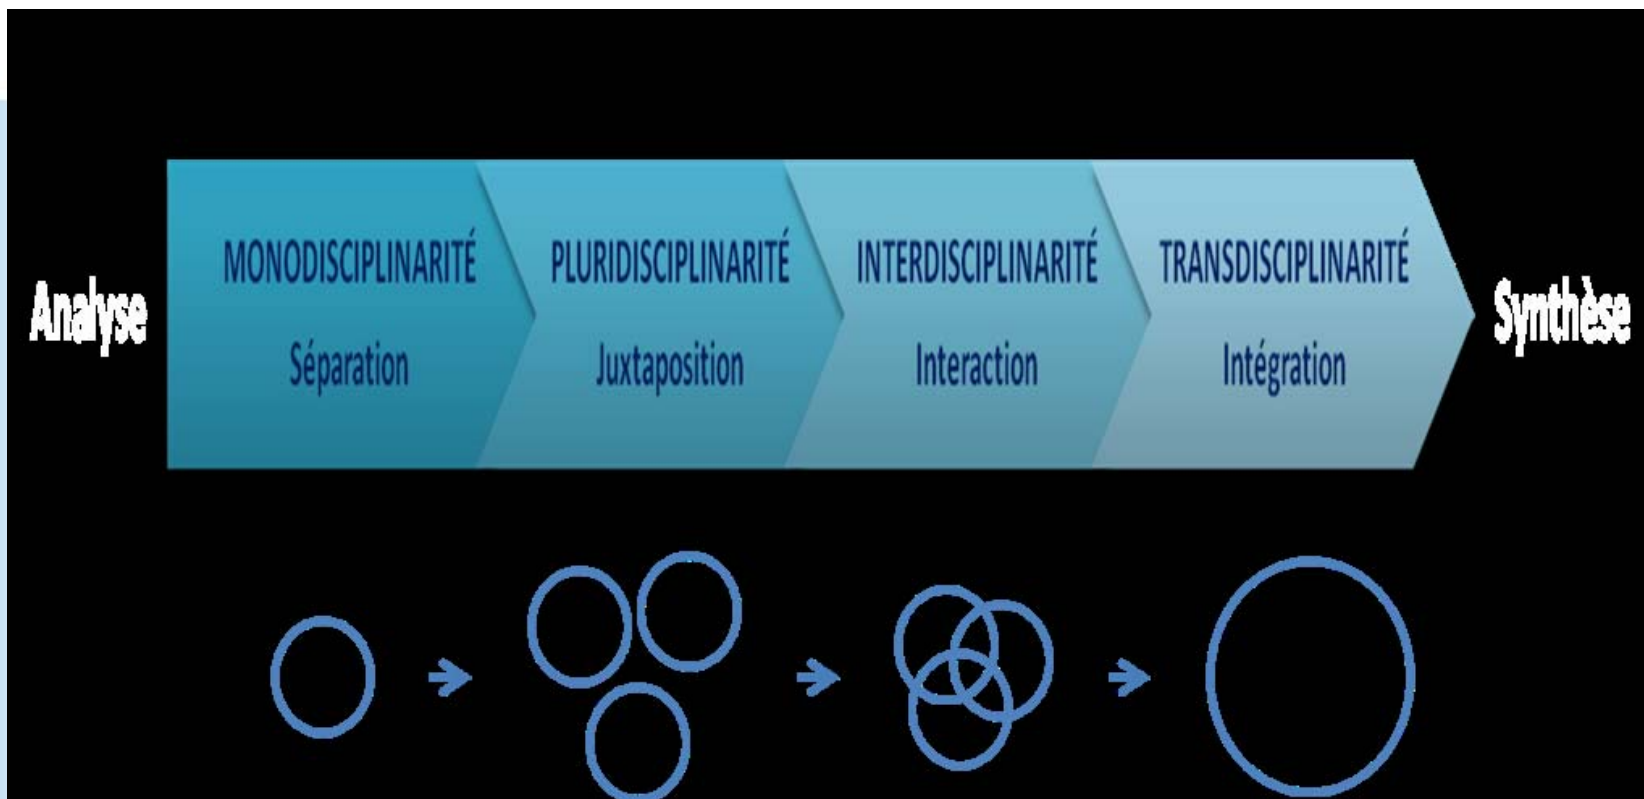 Analyse
MONODISCIPLINARITÉ
Séparation
PLURIDISCIPLINARITÉ
Juxtaposition
INTERDISCIPLINARITÉ
Interaction
TRANSDISCIPLINARITÉ
Intégration
Synthèse